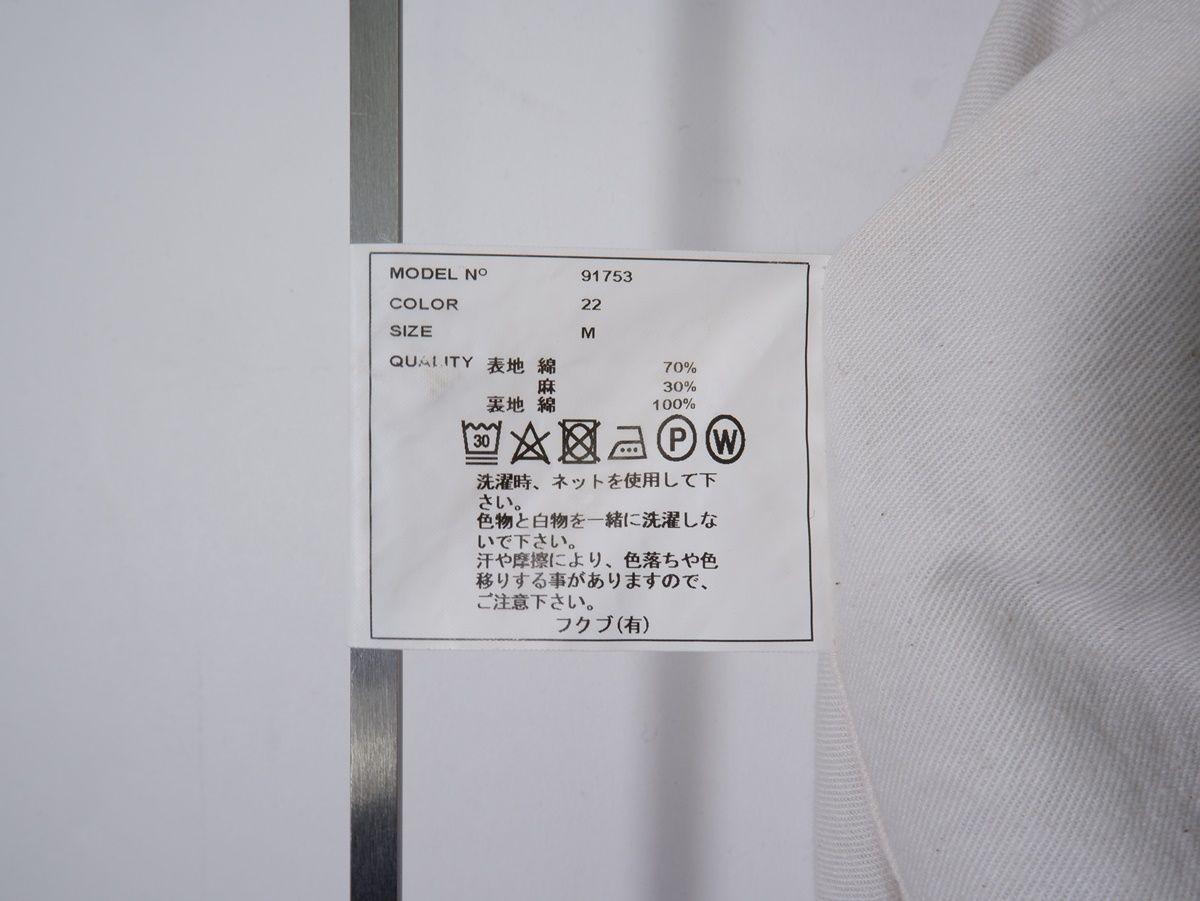 MODEL Nº 91753
COLOR 22
SIZE M
QUALITY 表地 綿 70%
麻 30%
裏地 綿 100%
30 P W
洗濯時、ネットを使用して下
さい。
色物と白物を一緒に洗濯しな
いで下さい。
汗や摩擦により、色落ちや色
移りする事がありますので、
ご注意下さい。
フクブ(有)